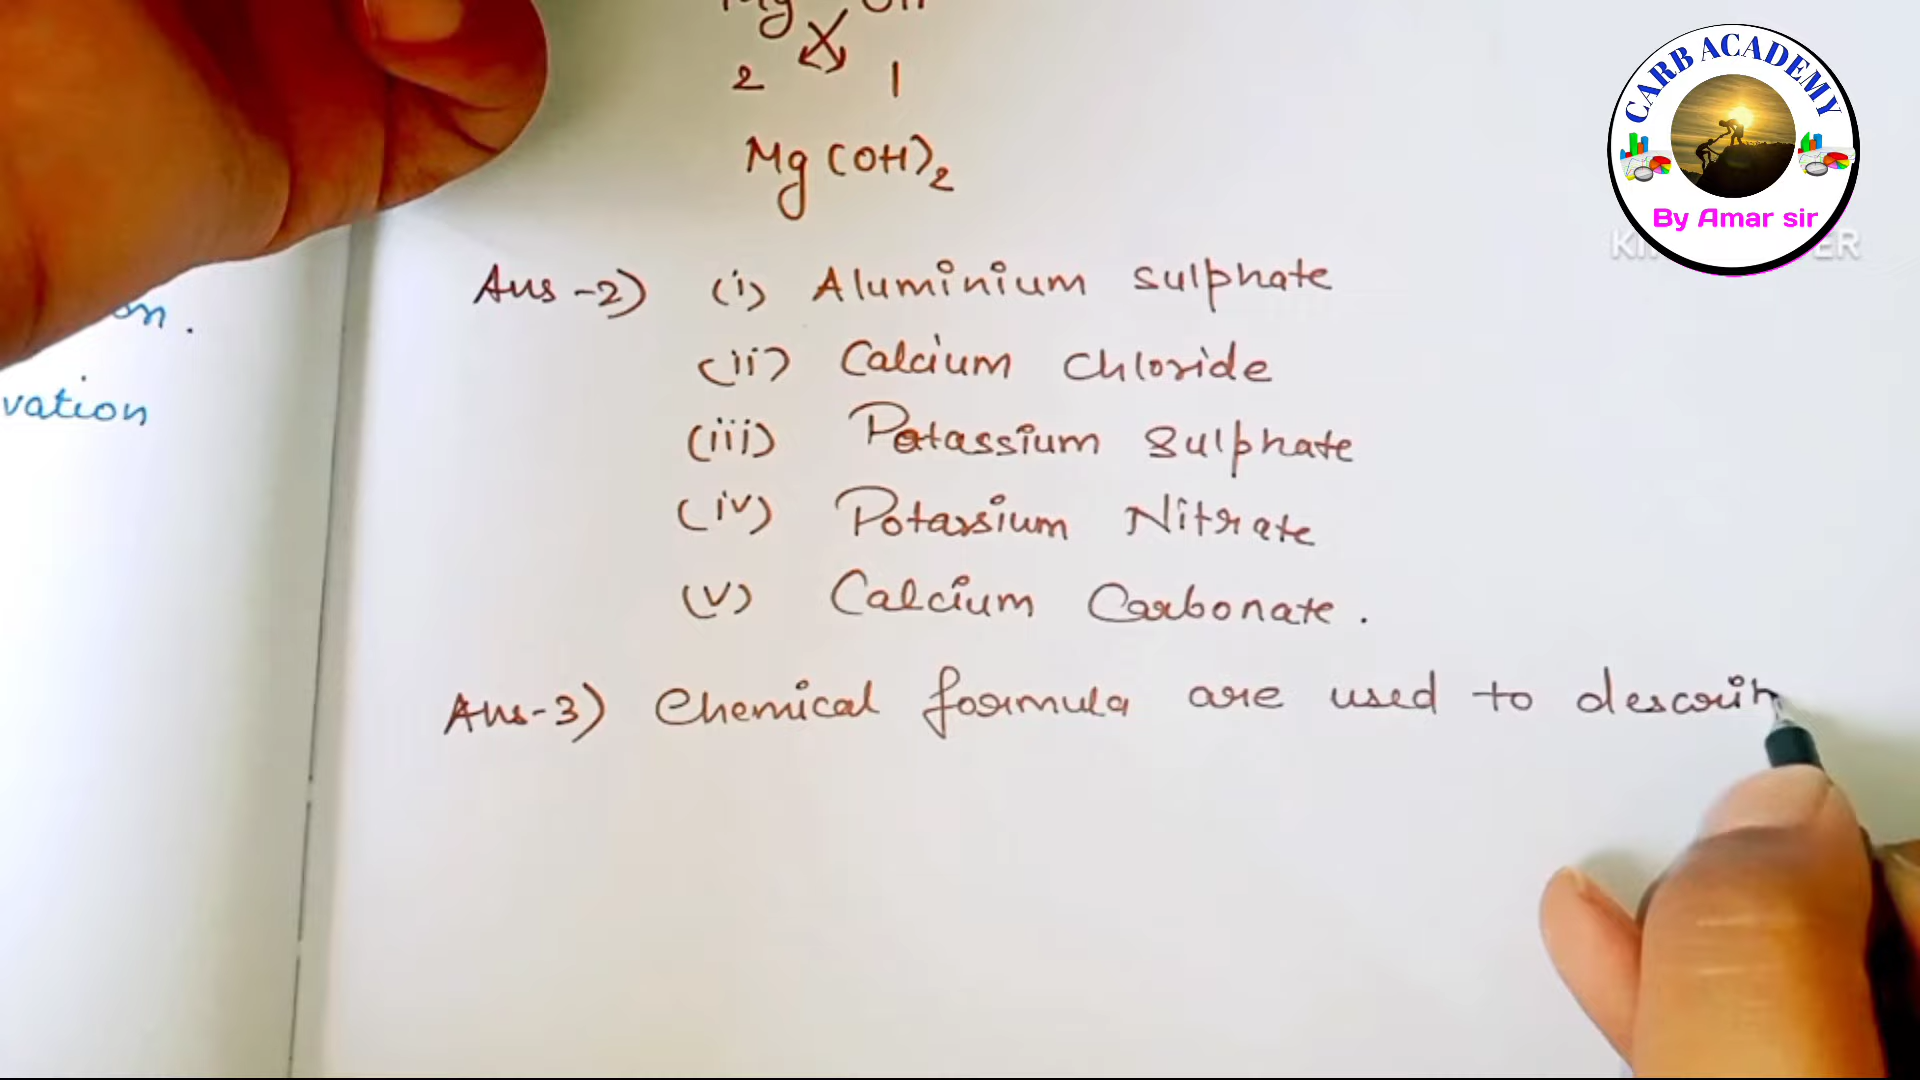 2 1
Mg(OH)2
Ans-2) (i) Aluminium Sulphate
(ii) Calcium Chloride
(iii) Potassium Sulphate
(iv) Potassium Nitrate
(v) Calcium Carbonate.
Ans-3) Chemical formula are used to
vation
CARB ACADEMY
By Amar sir